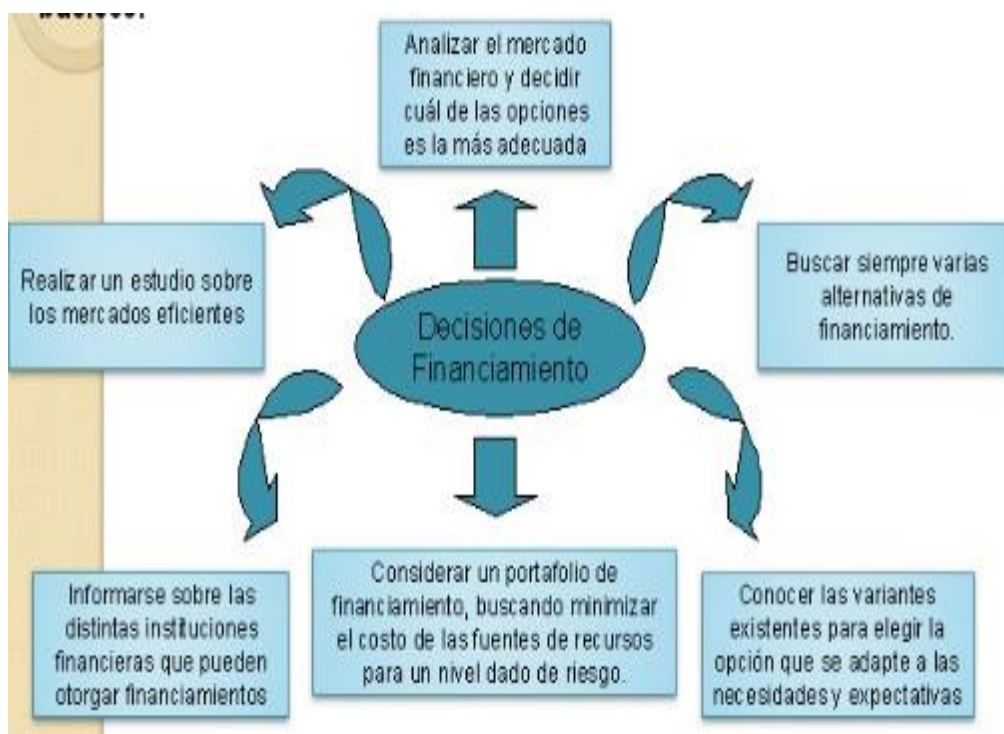 Analizar el mercado
financiero y decidir
cuál de las opciones
es la más adecuada
Realizar un estudio sobre
los mercados eficientes
Buscar siempre varias
alternativas de
financiamiento.
Decisiones de
Financiamiento
Informarse sobre las
distintas instituciones
financieras que pueden
otorgar financiamientos
Considerar un portafolio de
financiamiento, buscando minimizar
el costo de las fuentes de recursos
para un nivel dado de riesgo.
Conocer las variantes
existentes para elegir la
opción que se adapte a las
necesidades y expectativas